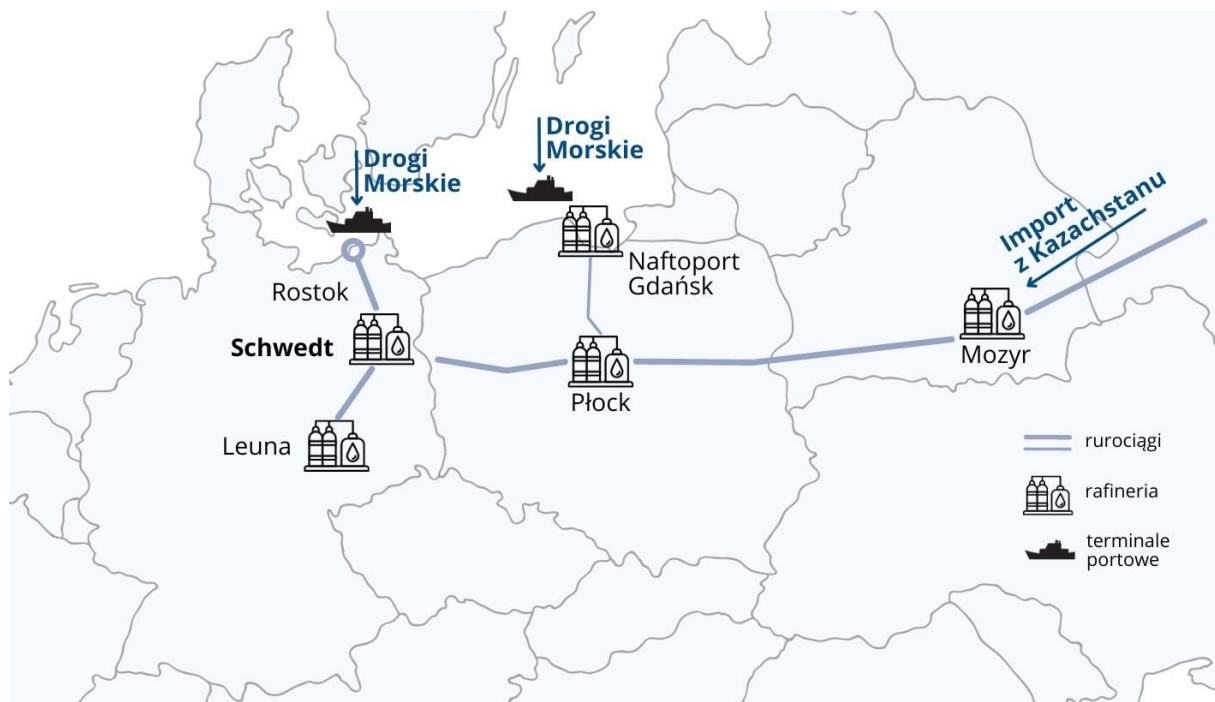 Drogi
Morskie
Drogi
Morskie
Import
z Kazachstanu
Naftoport
Gdańsk
Rostok
Schwedt
Mozyr
Płock
Leuna
rurociągi
rafineria
terminale
portowe